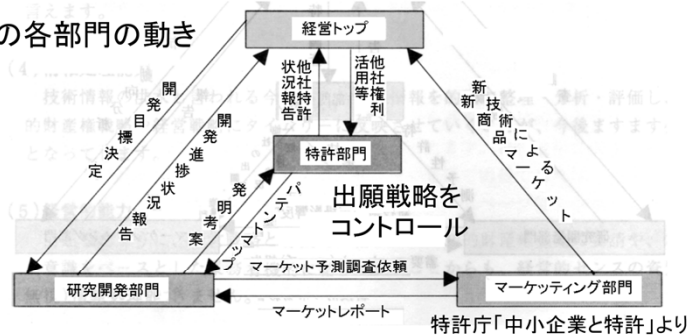 の各部門の動き
経営トップ
開発目標決定
開発進捗状況報告
他社特許
状況報告
他社権利
活用等
新技術による
新商品マーケット
特許部門
発明考案
パテントマップ
出願戦略を
コントロール
研究開発部門
マーケット予測調査依頼
マーケットレポート
マーケッティング部門
特許庁「中小企業と特許」より